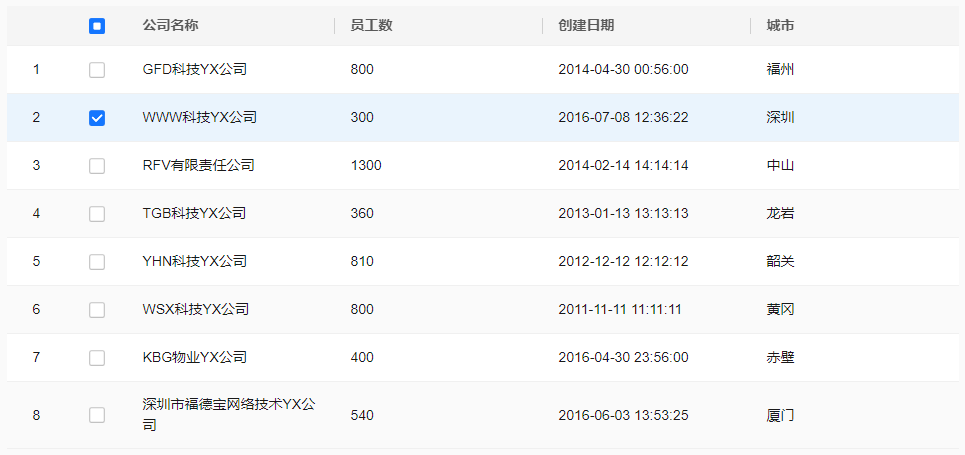 公司名称 员工数 创建日期 城市
1 GFD科技YX公司 800 2014-04-30 00:56:00 福州
2 WWW科技YX公司 300 2016-07-08 12:36:22 深圳
3 RFV有限责任公司 1300 2014-02-14 14:14:14 中山
4 TGB科技YX公司 360 2013-01-13 13:13:13 龙岩
5 YHN科技YX公司 810 2012-12-12 12:12:12 韶关
6 WSX科技YX公司 800 2011-11-11 11:11:11 黄冈
7 KBG物业YX公司 400 2016-04-30 23:56:00 赤壁
8 深圳市福德宝网络技术YX公 540 2016-06-03 13:53:25 厦门
司